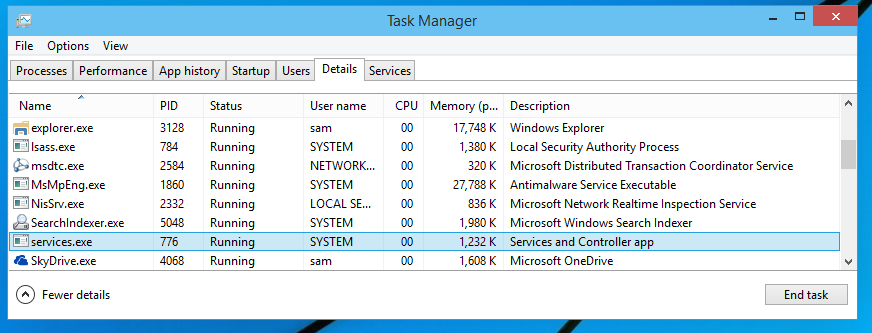 Task Manager
File Options View
Processes Performance App history Startup Users Details Services
Name PID Status User name CPU Memory (p... Description
explorer.exe 3128 Running sam 00 17,748 K Windows Explorer
lsass.exe 784 Running SYSTEM 00 1,380 K Local Security Authority Process
msdtc.exe 2584 Running NETWORK... 00 320 K Microsoft Distributed Transaction Coordinator Service
MsMpEng.exe 1860 Running SYSTEM 00 27,788 K Antimalware Service Executable
NisSrv.exe 2332 Running LOCAL SE... 00 836 K Microsoft Network Realtime Inspection Service
SearchIndexer.exe 5048 Running SYSTEM 00 1,980 K Microsoft Windows Search Indexer
services.exe 776 Running SYSTEM 00 1,232 K Services and Controller app
SkyDrive.exe 4068 Running sam 00 1,608 K Microsoft OneDrive
Fewer details End task